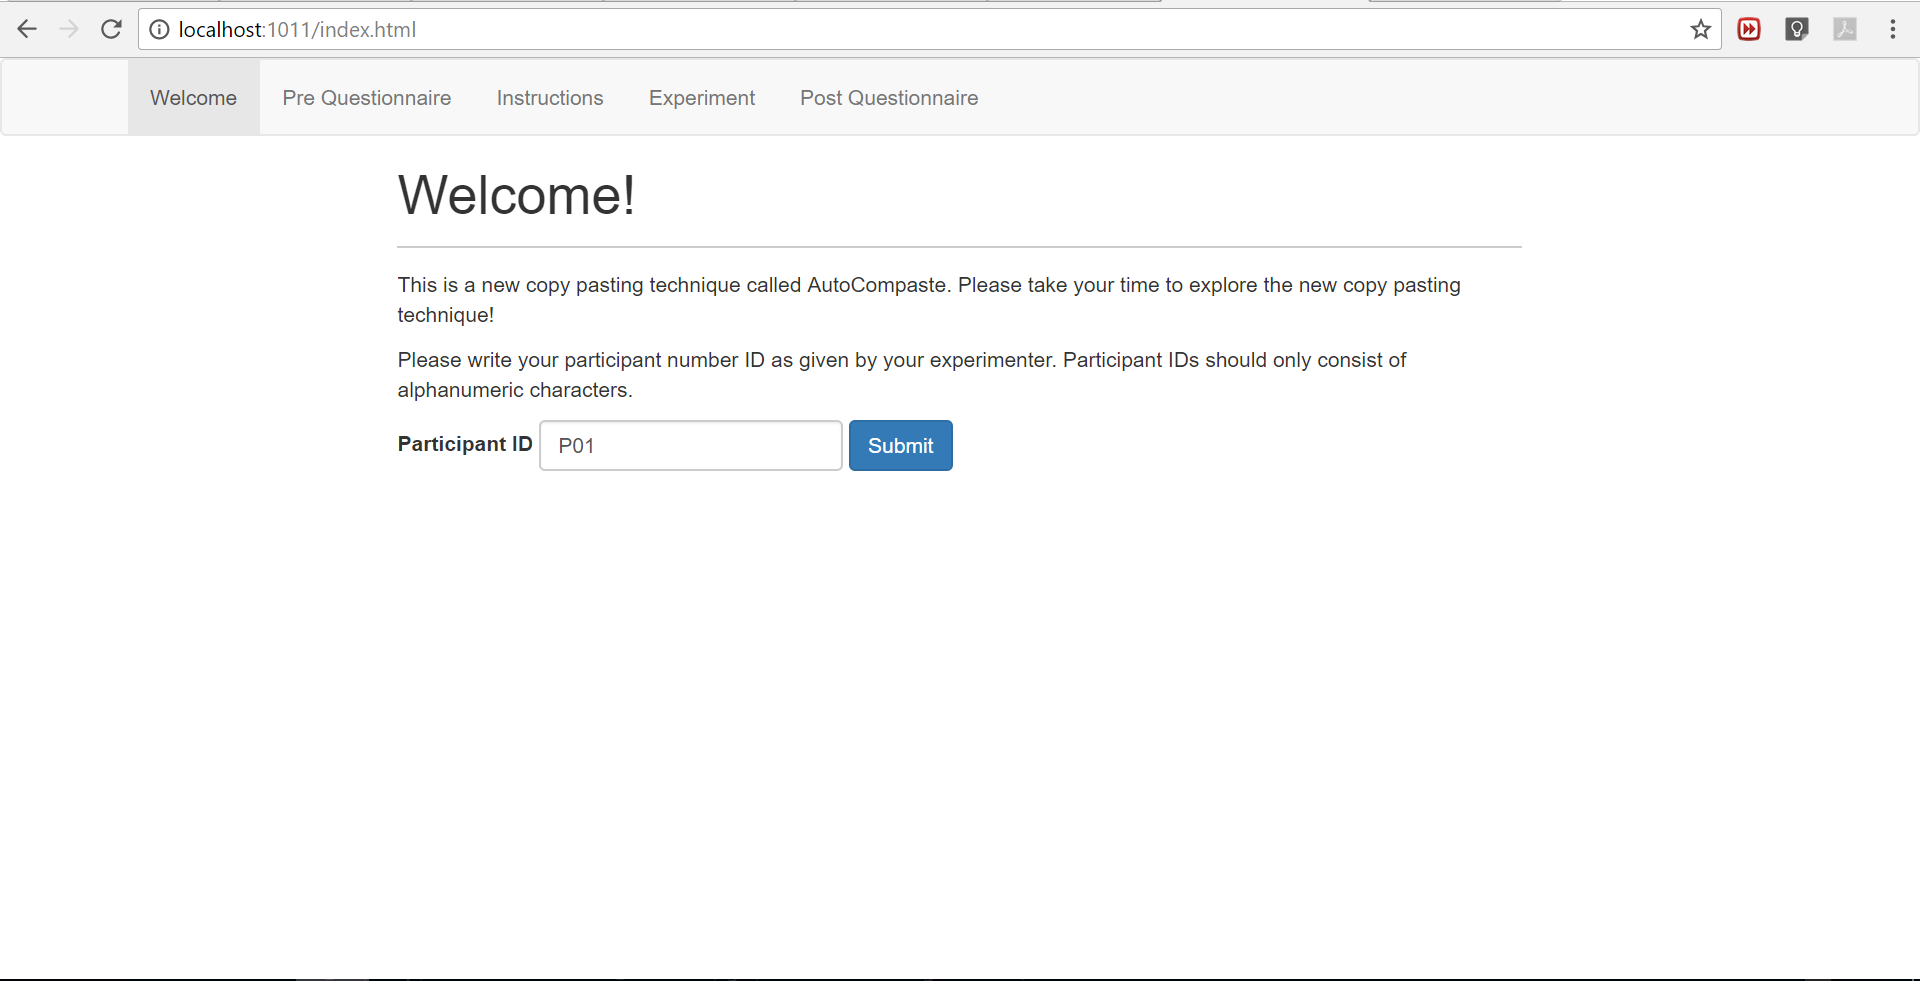 localhost:1011/index.html
Welcome Pre Questionnaire Instructions Experiment Post Questionnaire
Welcome!
This is a new copy pasting technique called AutoCompaste. Please take your time to explore the new copy pasting
technique!
Please write your participant number ID as given by your experimenter. Participant IDs should only consist of
alphanumeric characters.
Participant ID P01 Submit